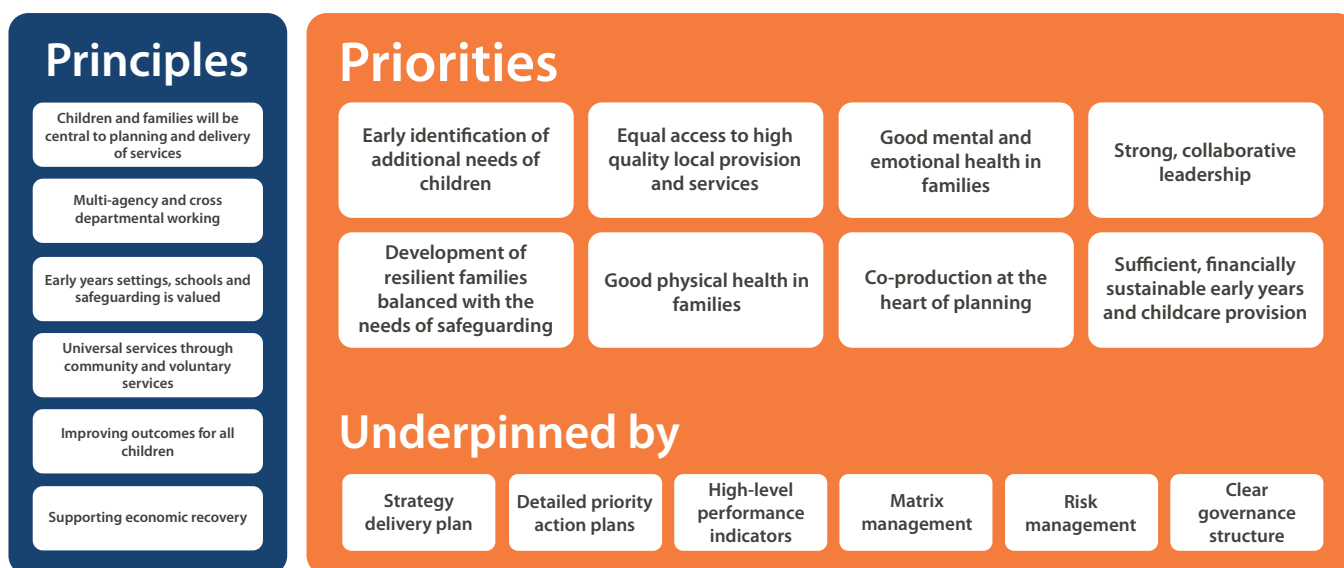 Principles
Children and families will be
central to planning and delivery
of services
Multi-agency and cross
departmental working
Early years settings, schools and
safeguarding is valued
Universal services through
community and voluntary
services
Improving outcomes for all
children
Supporting economic recovery
Priorities
Early identification of
additional needs of
children
Equal access to high
quality local provision
and services
Good mental and
emotional health in
families
Strong, collaborative
leadership
Development of
resilient families
balanced with the
needs of safeguarding
Good physical health in
families
Co-production at the
heart of planning
Sufficient, financially
sustainable early years
and childcare provision
Underpinned by
Strategy
delivery plan
Detailed priority
action plans
High-level
performance
indicators
Matrix
management
Risk
management
Clear
governance
structure